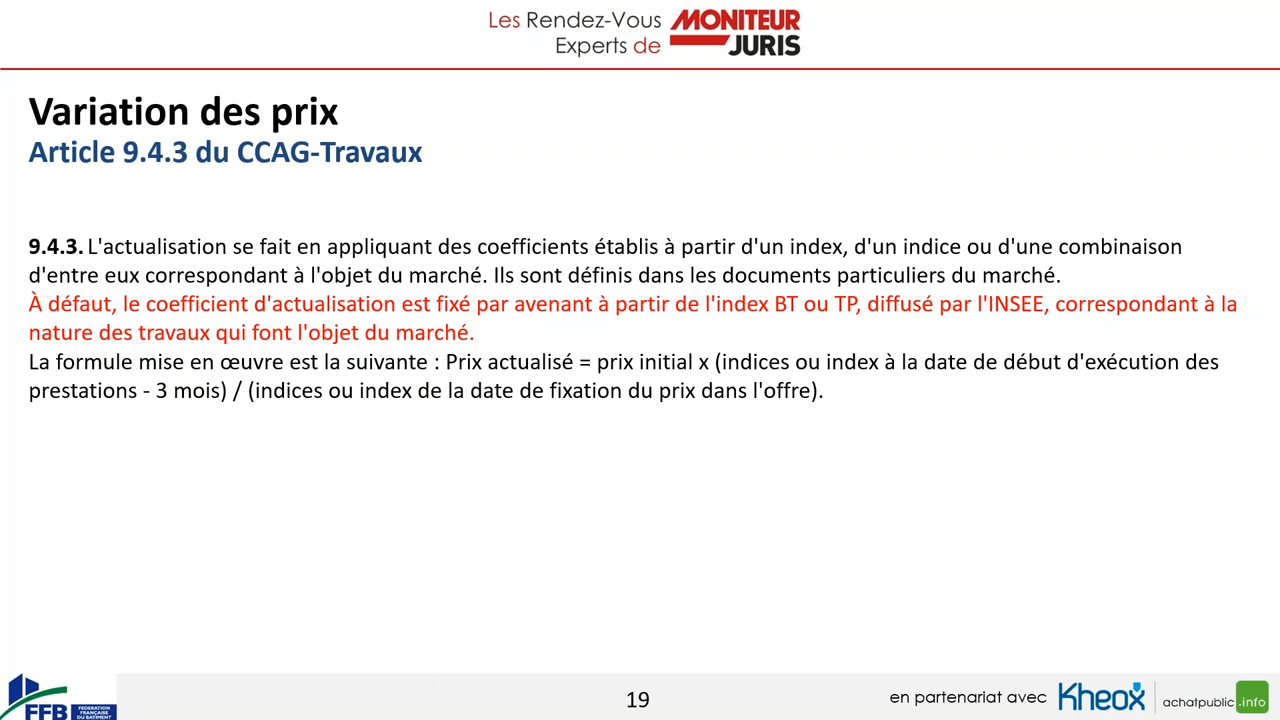 Les Rendez-Vous
Experts de
MONITEUR
JURIS
Variation des prix
Article 9.4.3 du CCAG-Travaux
9.4.3. L'actualisation se fait en appliquant des coefficients établis à partir d'un index, d'un indice ou d'une combinaison
d'entre eux correspondant à l'objet du marché. Ils sont définis dans les documents particuliers du marché.
À défaut, le coefficient d'actualisation est fixé par avenant à partir de l'index BT ou TP, diffusé par l'INSEE, correspondant à la
nature des travaux qui font l'objet du marché.
La formule mise en œuvre est la suivante : Prix actualisé = prix initial x (indices ou index à la date de début d'exécution des
prestations - 3 mois) / (indices ou index de la date de fixation du prix dans l'offre).
FFB
FEDERATION
FRANÇAISE
DU BÂTIMENT
19
en partenariat avec
Kheox
achatpublic.info